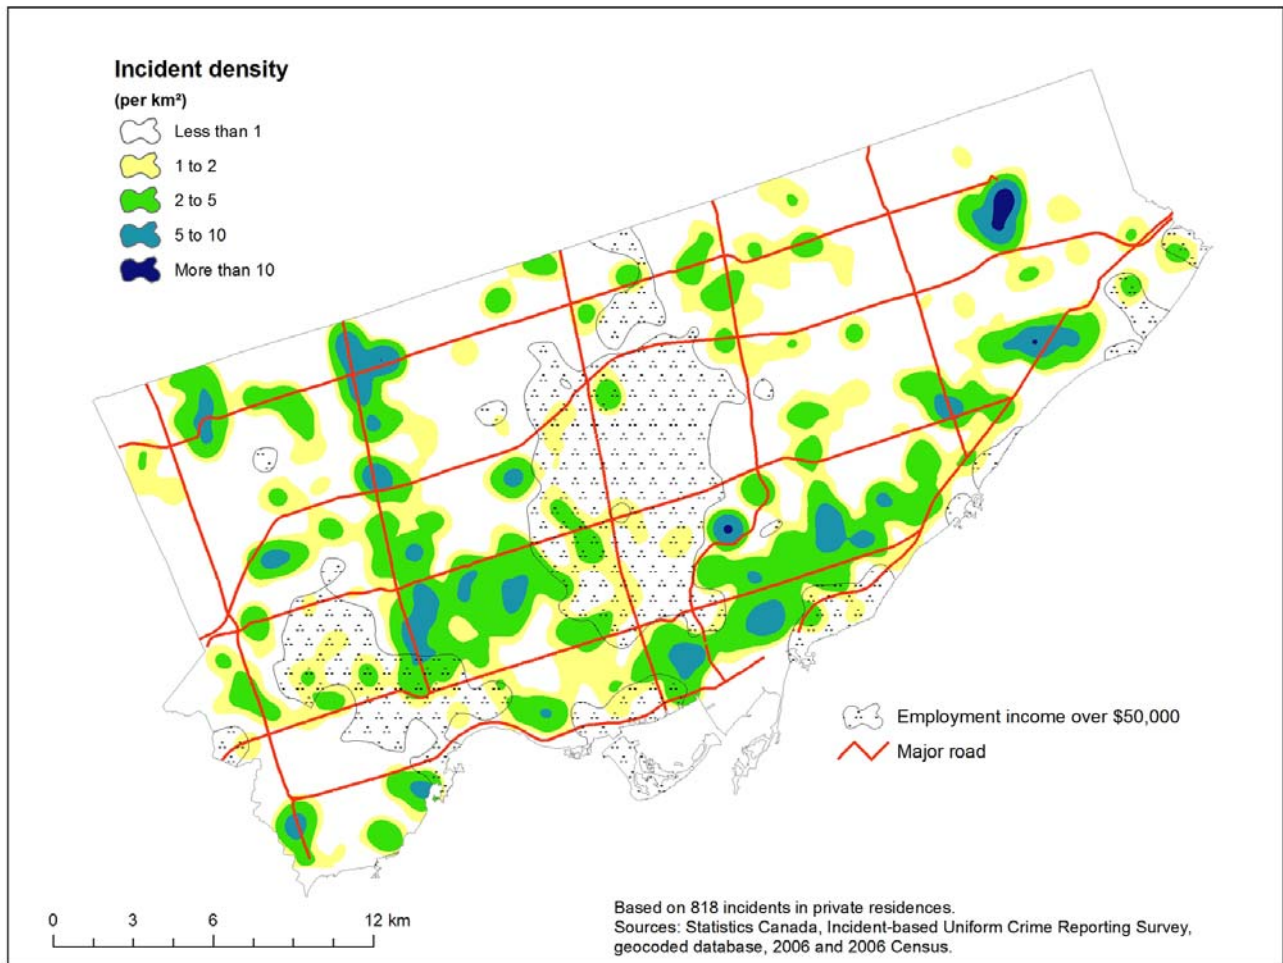 Incident density
(per km²)
Less than 1
1 to 2
2 to 5
5 to 10
More than 10
Employment income over $50,000
Major road
0 3 6 12 km
Based on 818 incidents in private residences.
Sources: Statistics Canada, Incident-based Uniform Crime Reporting Survey,
geocoded database, 2006 and 2006 Census.